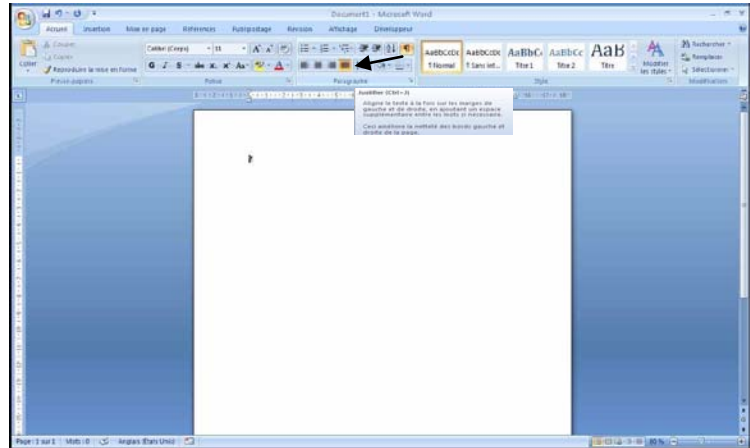 Document1 - Microsoft Word
Accueil Insertion Mise en page Références Publipostage Révision Affichage Développeur
Coller
Couper
Copier
Reproduire la mise en forme
Presse-papiers
Calibri (Corps) 11
G I S abc x₂ x² Aa A
Police
Paragraphe
AaBbCcDc AaBbCcDc AaBbC AaBbCc AaB
¶ Normal ¶ Sans int... Titre 1 Titre 2 Titre
Modifier les styles
Style
Rechercher
Remplacer
Sélectionner
Modification
Justifier (Ctrl+J)
Aligne le texte à la fois sur les marges de
gauche et de droite, en ajoutant un espace
supplémentaire entre les mots si nécessaire.
Ceci améliore la netteté des bords gauche et
droite de la page.
Page : 1 sur 1 Mots : 0 Anglais (États-Unis) 80 %